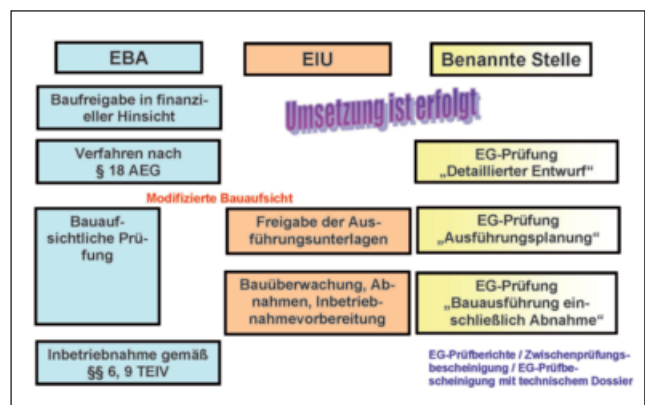 EBA
EIU
Benannte Stelle
Baufreigabe in finanzi-
eller Hinsicht
Umsetzung ist erfolgt
Verfahren nach
§ 18 AEG
EG-Prüfung
„Detaillierter Entwurf“
Modifizierte Bauaufsicht
Bauauf-
sichtliche Prü-
fung
Freigabe der Aus-
führungsunterlagen
EG-Prüfung
„Ausführungsplanung“
Bauüberwachung, Ab-
nahmen, Inbetrieb-
nahmevorbereitung
EG-Prüfung
„Bauausführung ein-
schließlich Abnahme“
Inbetriebnahme gemäß
§§ 6, 9 TEIV
EG-Prüfberichte / Zwischenprüfungs-
bescheinigung / EG-Prüfbe-
scheinigung mit technischem Dossier